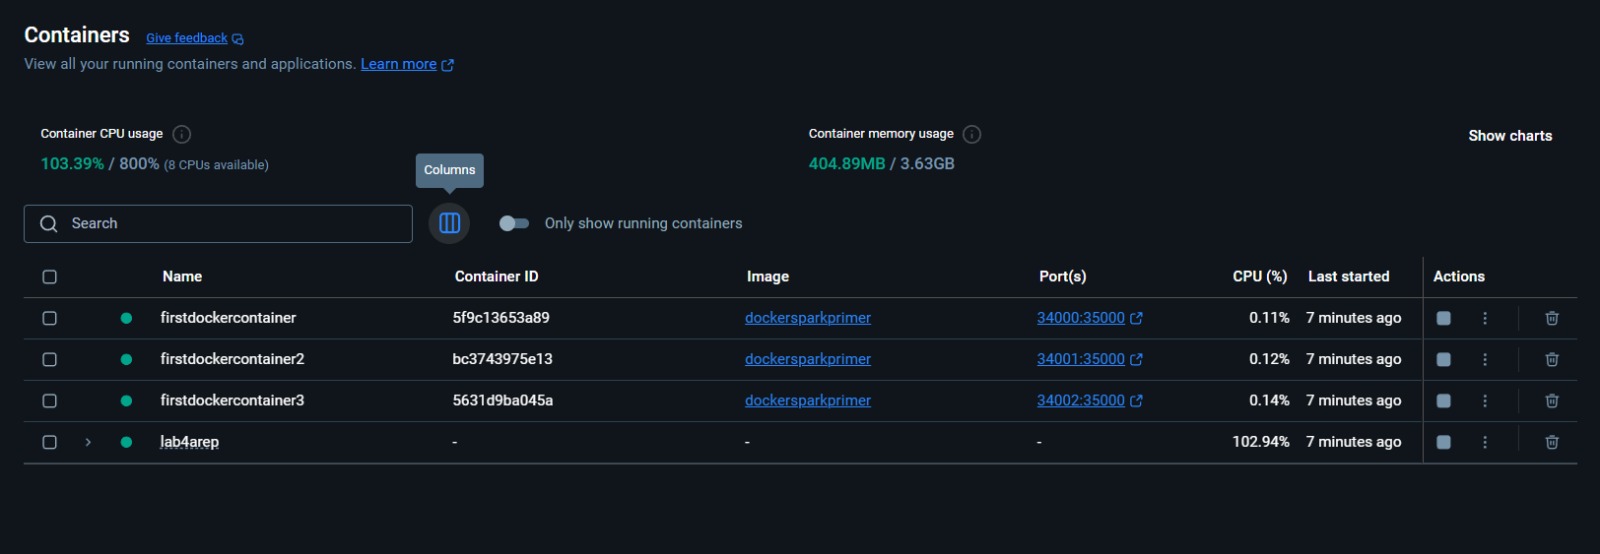 Containers Give feedback
View all your running containers and applications. Learn more
Container CPU usage Container memory usage Show charts
103.39% / 800% (8 CPUs available) 404.89MB / 3.63GB
Columns
Search Only show running containers
Name Container ID Image Port(s) CPU (%) Last started Actions
firstdockercontainer 5f9c13653a89 dockersparkprimer 34000:35000 0.11% 7 minutes ago
firstdockercontainer2 bc3743975e13 dockersparkprimer 34001:35000 0.12% 7 minutes ago
firstdockercontainer3 5631d9ba045a dockersparkprimer 34002:35000 0.14% 7 minutes ago
lab4arep - - - 102.94% 7 minutes ago